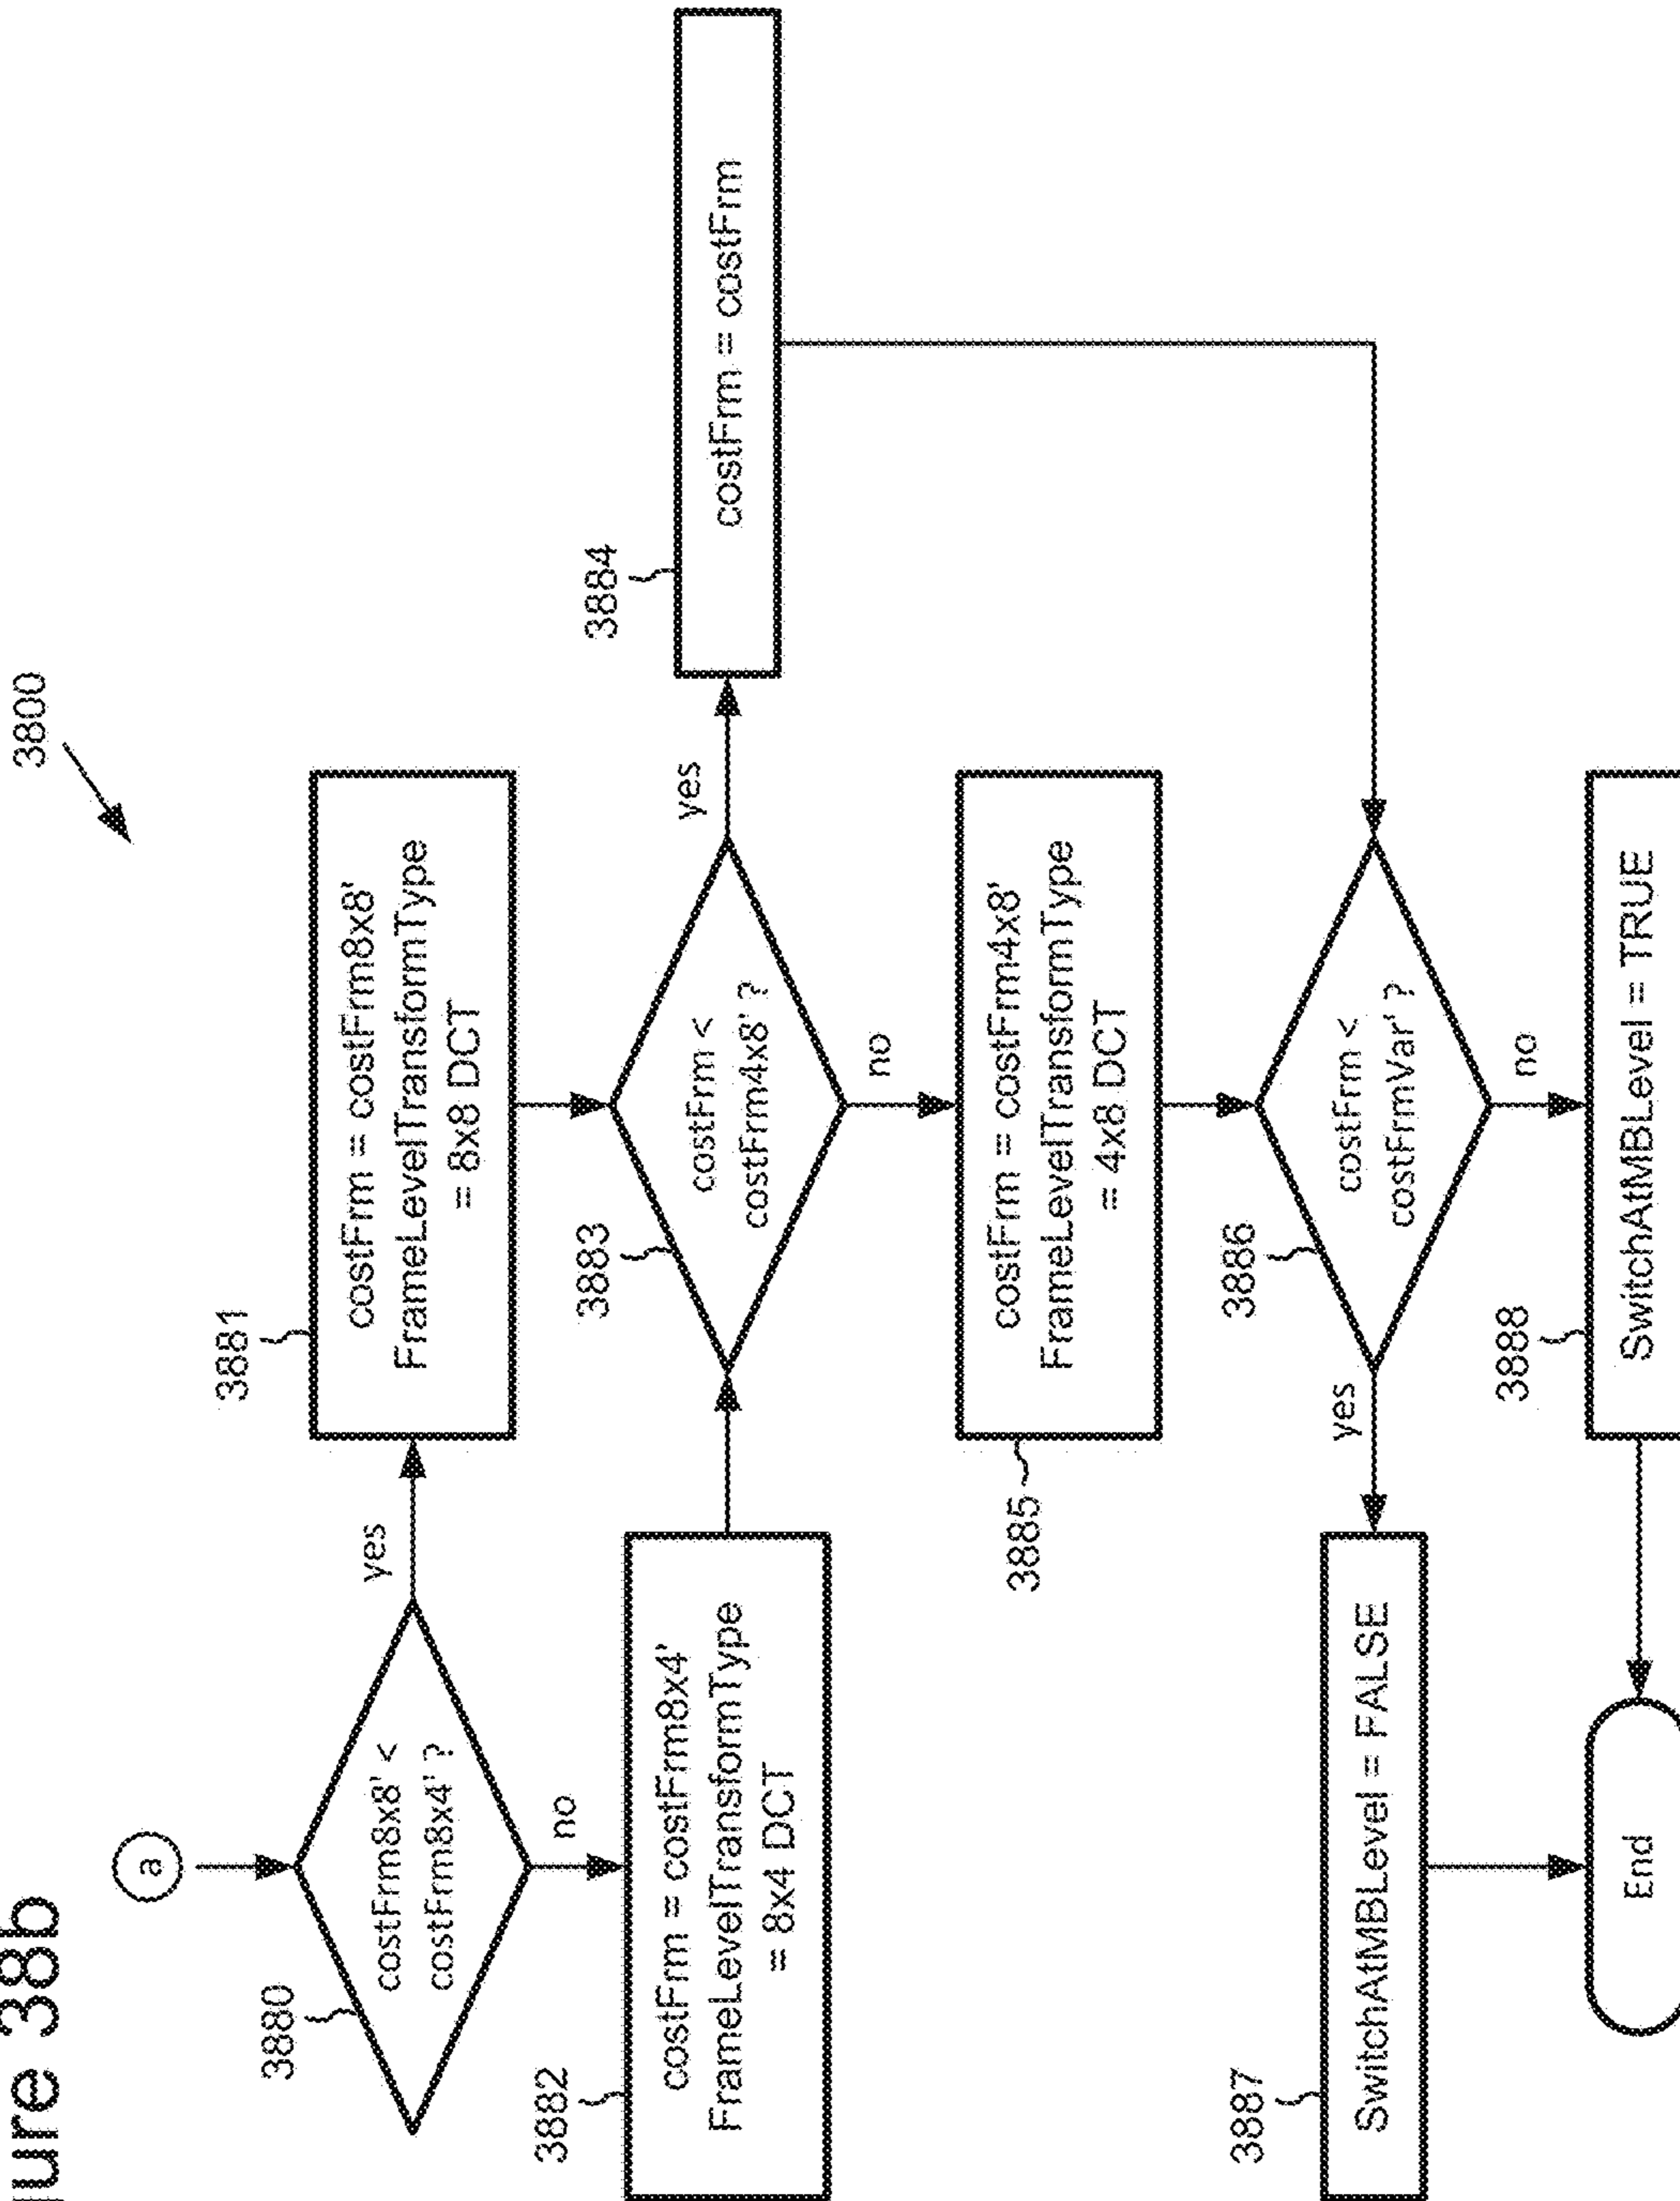 ure 38b
3800
a
3880
costFrm8x8' <
costFrm8x4' ?
yes
no
3881
costFrm = costFrm8x8'
FrameLevelTransformType
= 8x8 DCT
3882
costFrm = costFrm8x4'
FrameLevelTransformType
= 8x4 DCT
3883
costFrm <
costFrm4x8' ?
yes
no
3884
costFrm = costFrm
3885
costFrm = costFrm4x8'
FrameLevelTransformType
= 4x8 DCT
3886
costFrm <
costFrmVar' ?
yes
no
3887
SwitchAtMBLevel = FALSE
3888
SwitchAtMBLevel = TRUE
End